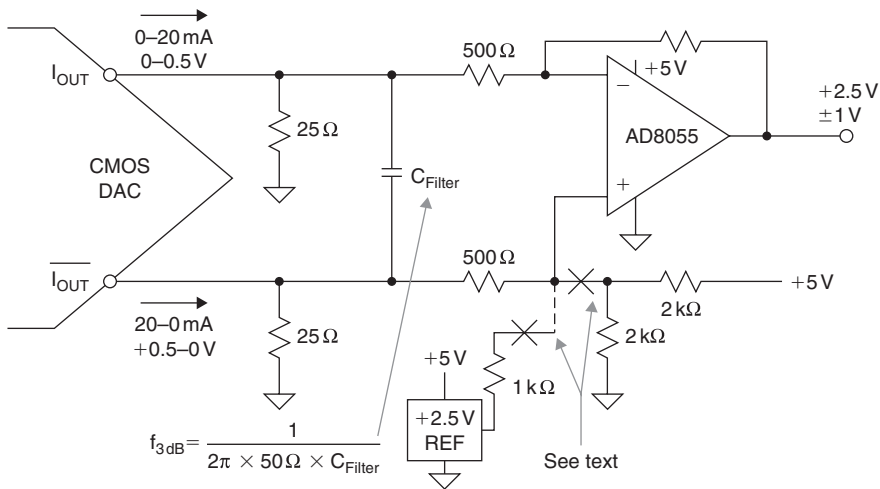 0–20 mA
0–0.5 V
I_OUT
500 Ω
+5 V
−
AD8055
+
+2.5 V
±1 V
25 Ω
CMOS
DAC
C_Filter
I_OUT
500 Ω
+5 V
20–0 mA
+0.5–0 V
25 Ω
2 kΩ
2 kΩ
+5 V
1 kΩ
+2.5 V
REF
f_3 dB = 1 / (2π × 50 Ω × C_Filter)
See text